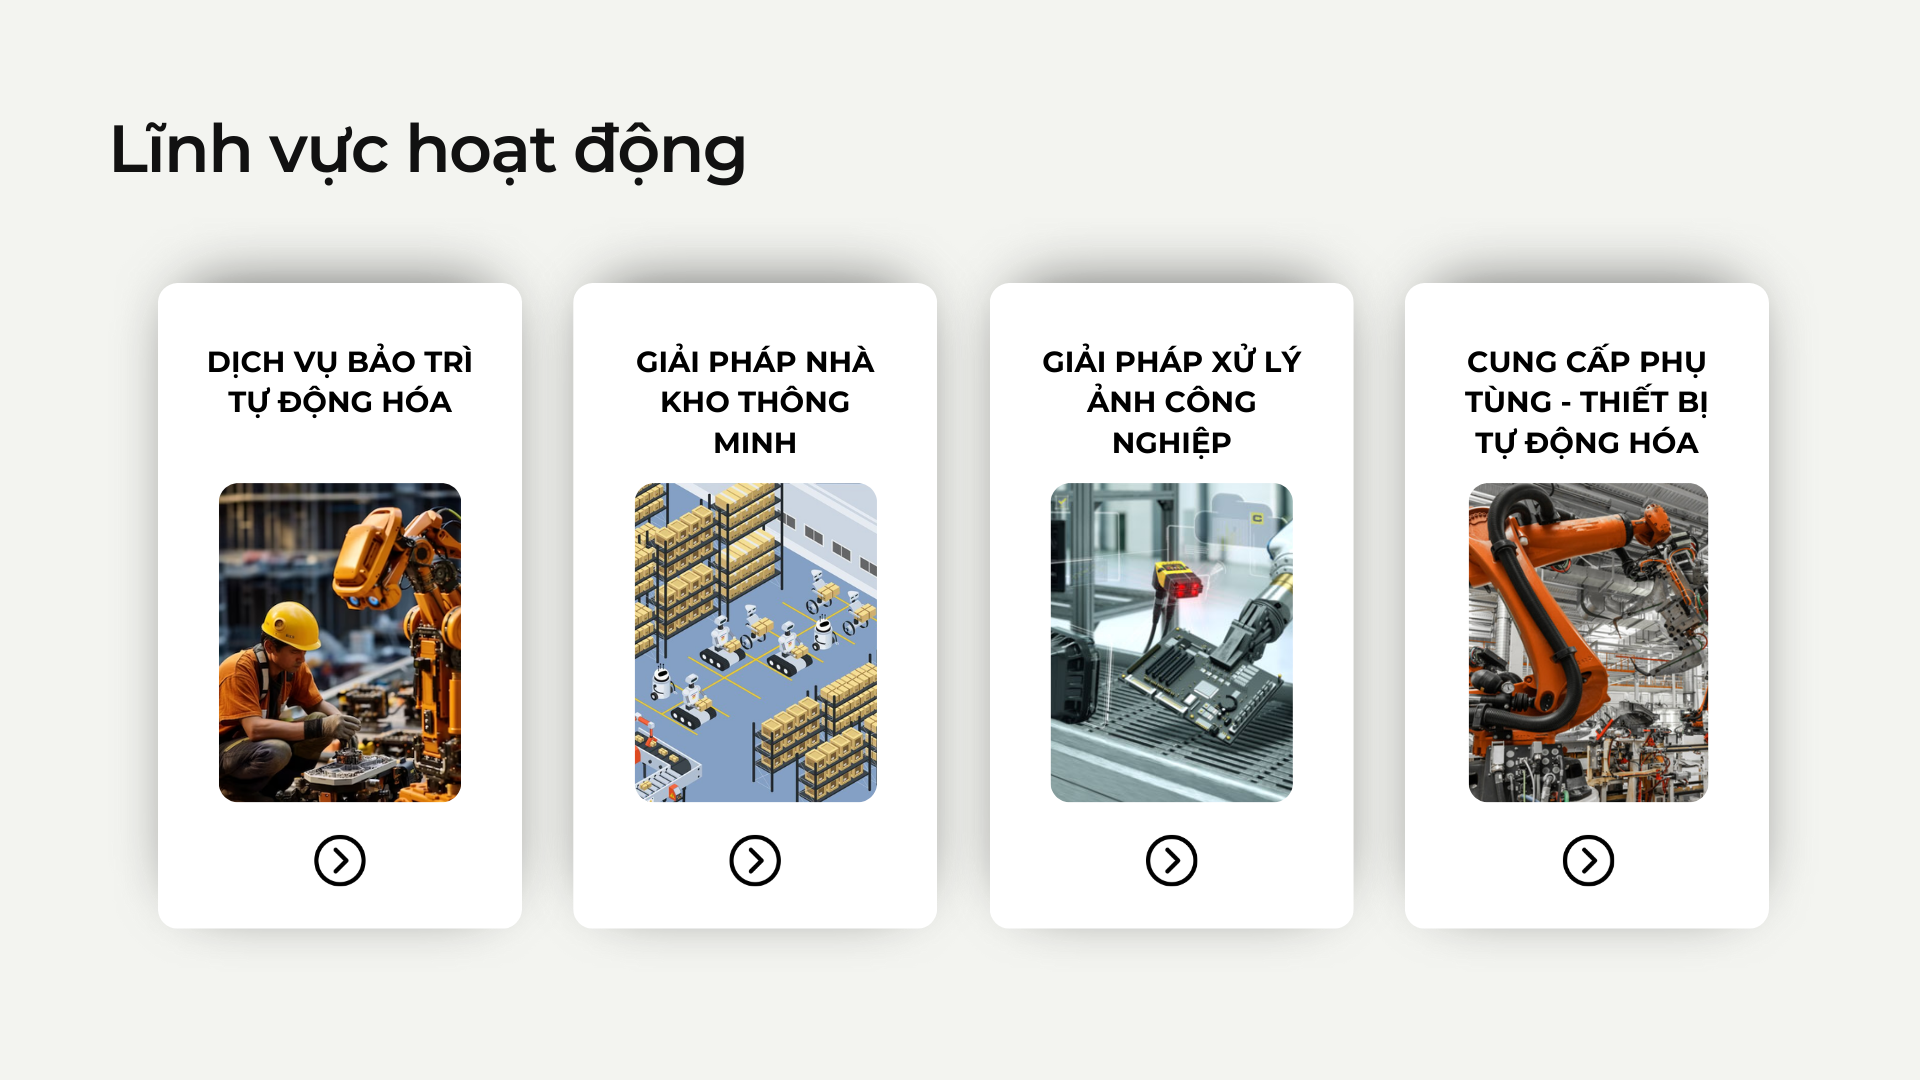 Lĩnh vực hoạt động
DỊCH VỤ BẢO TRÌ
TỰ ĐỘNG HÓA
GIẢI PHÁP NHÀ
KHO THÔNG
MINH
GIẢI PHÁP XỬ LÝ
ẢNH CÔNG
NGHIỆP
CUNG CẤP PHỤ
TÙNG - THIẾT BỊ
TỰ ĐỘNG HÓA